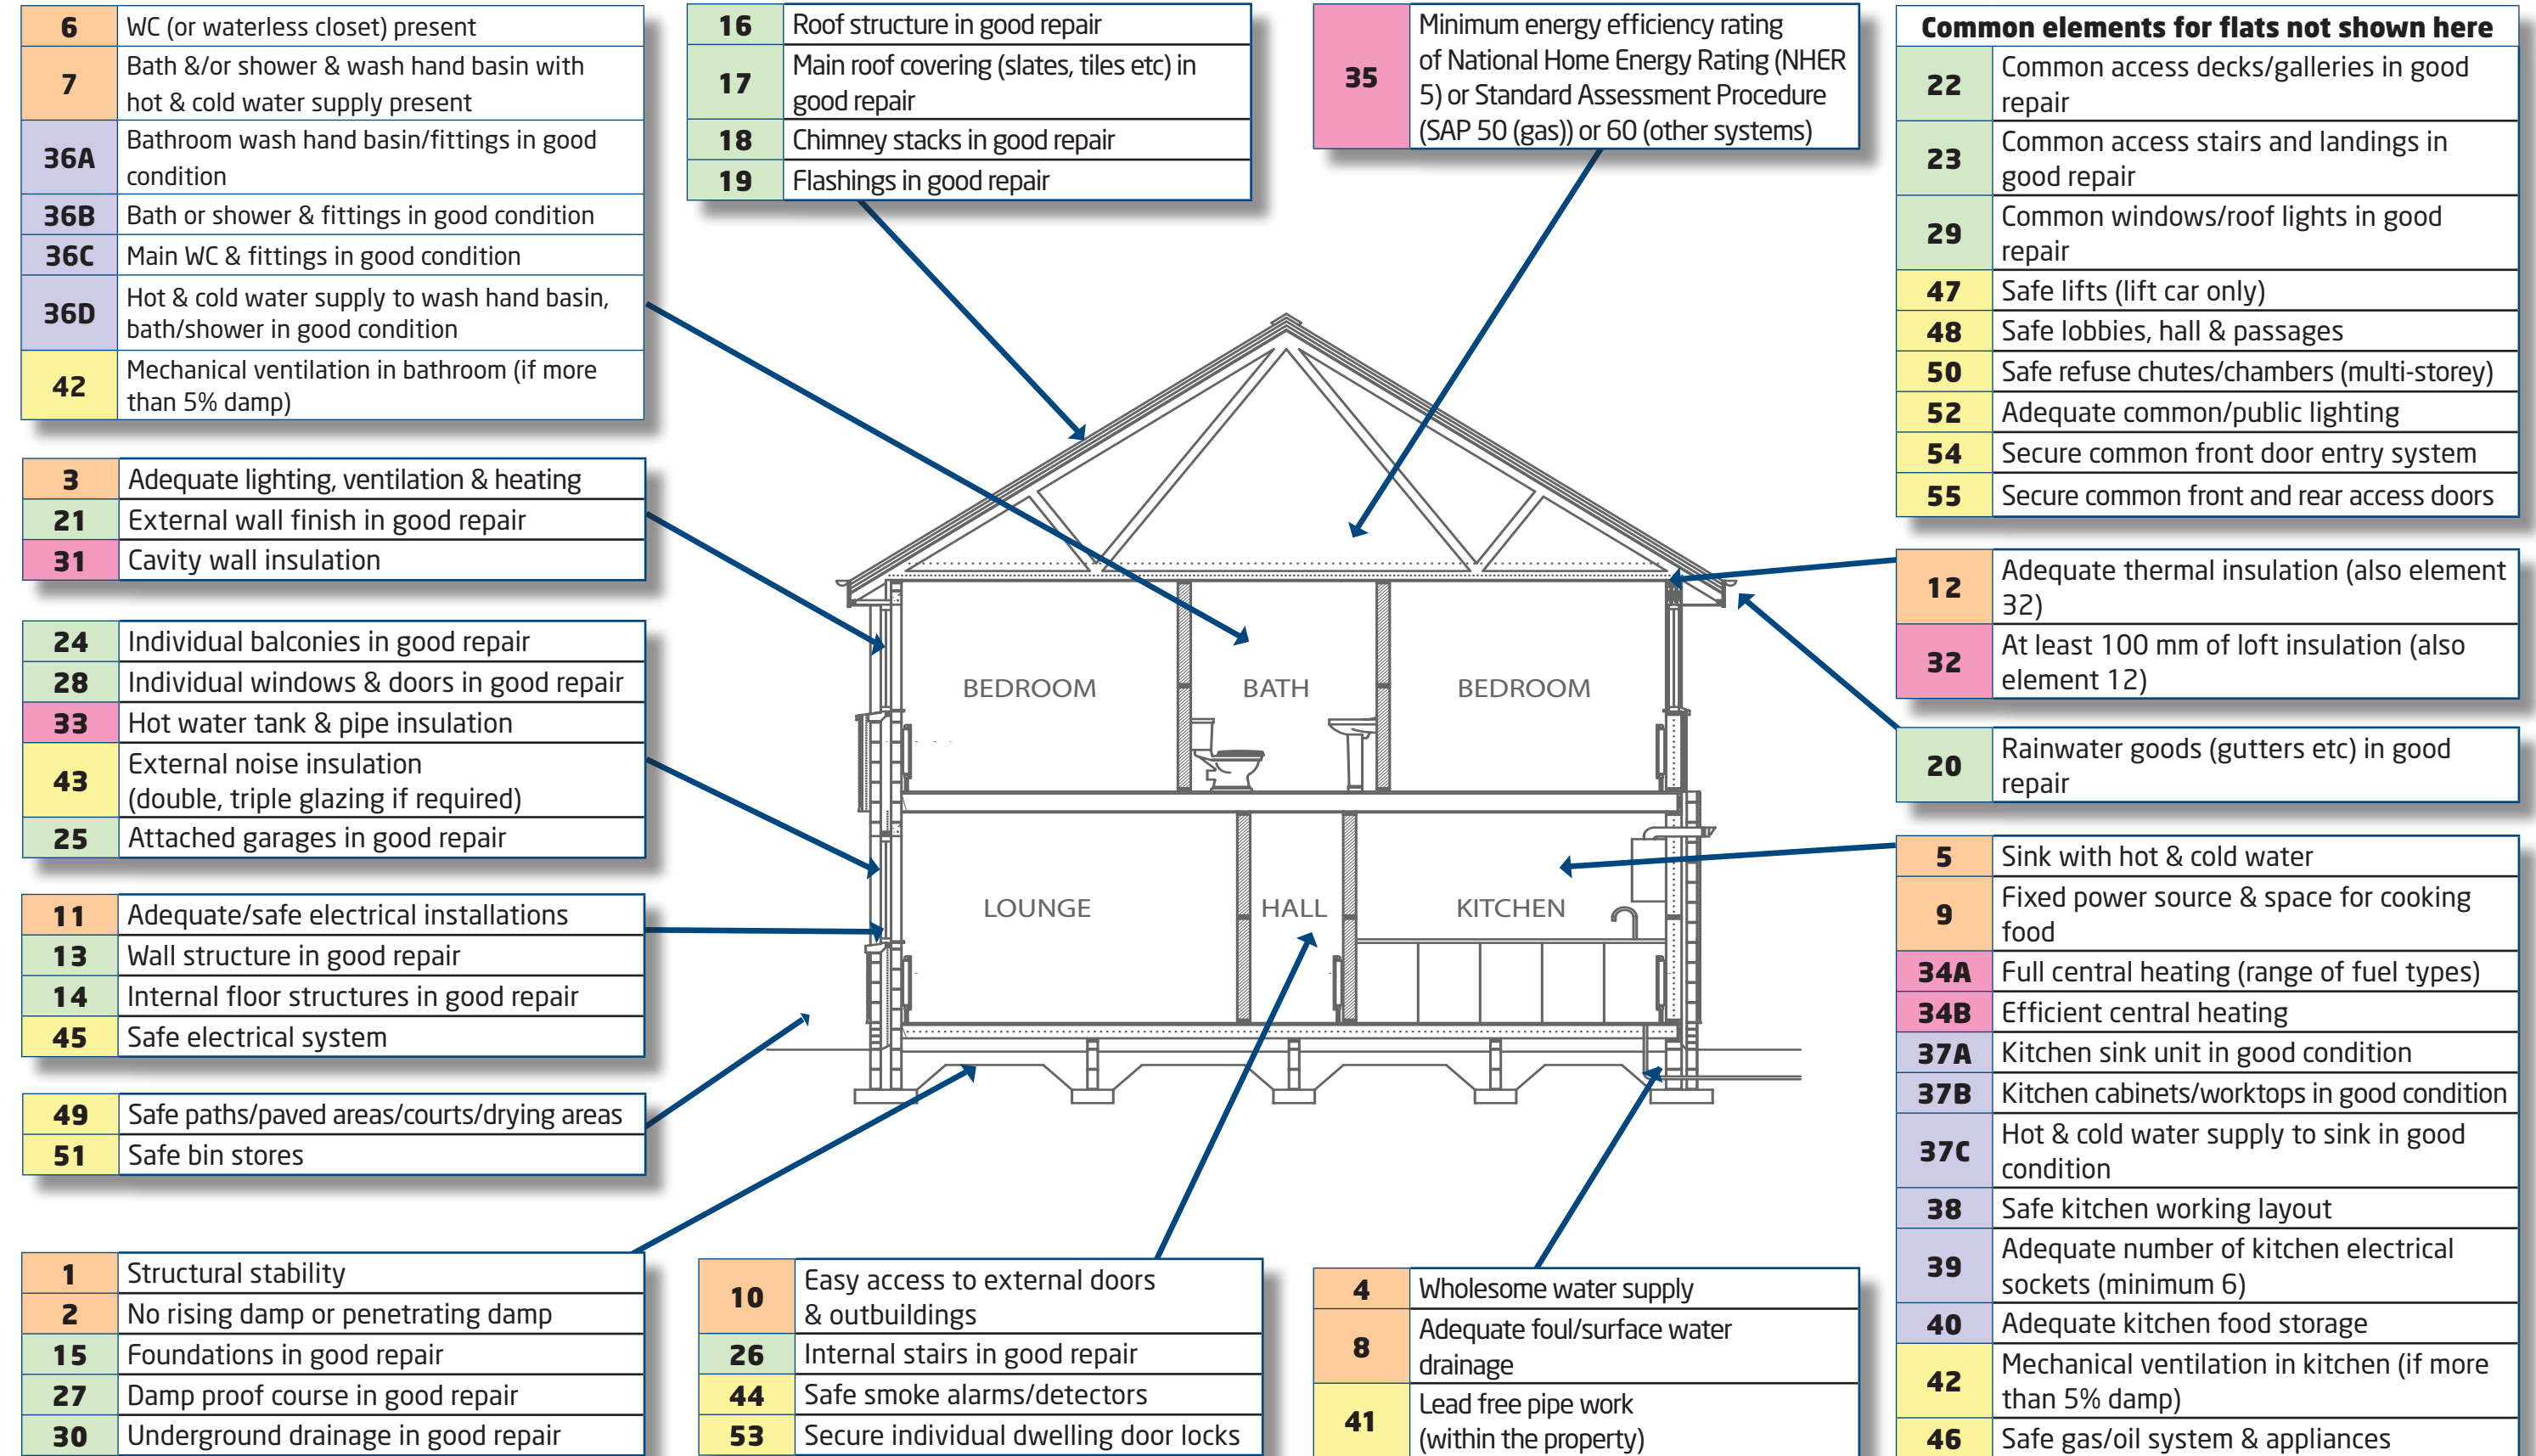 6 WC (or waterless closet) present
7 Bath &/or shower & wash hand basin with
hot & cold water supply present
36A Bathroom wash hand basin/fittings in good
condition
36B Bath or shower & fittings in good condition
36C Main WC & fittings in good condition
36D Hot & cold water supply to wash hand basin,
bath/shower in good condition
42 Mechanical ventilation in bathroom (if more
than 5% damp)
16 Roof structure in good repair
17 Main roof covering (slates, tiles etc) in
good repair
18 Chimney stacks in good repair
19 Flashings in good repair
35 Minimum energy efficiency rating
of National Home Energy Rating (NHER
5) or Standard Assessment Procedure
(SAP 50 (gas)) or 60 (other systems)
Common elements for flats not shown here
22 Common access decks/galleries in good
repair
23 Common access stairs and landings in
good repair
29 Common windows/roof lights in good
repair
47 Safe lifts (lift car only)
48 Safe lobbies, hall & passages
50 Safe refuse chutes/chambers (multi-storey)
52 Adequate common/public lighting
54 Secure common front door entry system
55 Secure common front and rear access doors
3 Adequate lighting, ventilation & heating
21 External wall finish in good repair
31 Cavity wall insulation
12 Adequate thermal insulation (also element
32)
32 At least 100 mm of loft insulation (also
element 12)
24 Individual balconies in good repair
28 Individual windows & doors in good repair
33 Hot water tank & pipe insulation
43 External noise insulation
(double, triple glazing if required)
25 Attached garages in good repair
BEDROOM
BATH
BEDROOM
20 Rainwater goods (gutters etc) in good
repair
11 Adequate/safe electrical installations
13 Wall structure in good repair
14 Internal floor structures in good repair
45 Safe electrical system
LOUNGE
HALL
KITCHEN
5 Sink with hot & cold water
9 Fixed power source & space for cooking
food
34A Full central heating (range of fuel types)
34B Efficient central heating
37A Kitchen sink unit in good condition
37B Kitchen cabinets/worktops in good condition
37C Hot & cold water supply to sink in good
condition
38 Safe kitchen working layout
39 Adequate number of kitchen electrical
sockets (minimum 6)
40 Adequate kitchen food storage
42 Mechanical ventilation in kitchen (if more
than 5% damp)
46 Safe gas/oil system & appliances
49 Safe paths/paved areas/courts/drying areas
51 Safe bin stores
1 Structural stability
2 No rising damp or penetrating damp
15 Foundations in good repair
27 Damp proof course in good repair
30 Underground drainage in good repair
10 Easy access to external doors
& outbuildings
26 Internal stairs in good repair
44 Safe smoke alarms/detectors
53 Secure individual dwelling door locks
4 Wholesome water supply
8 Adequate foul/surface water
drainage
41 Lead free pipe work
(within the property)